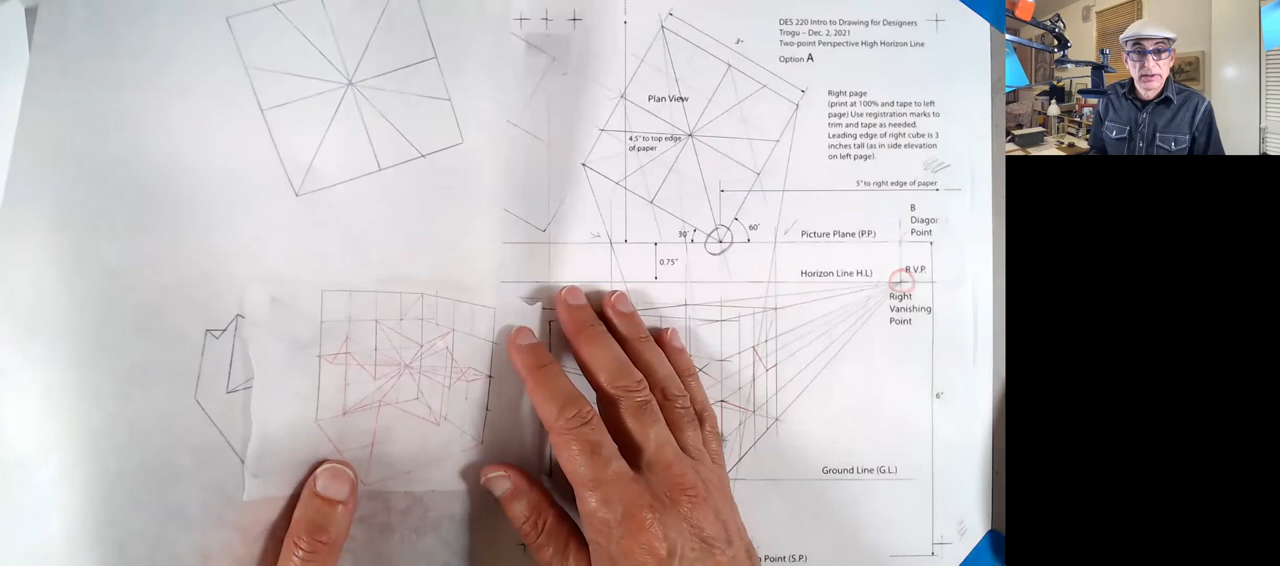 DES 220 Intro to Drawing for Designers
Trogu – Dec. 2, 2021
Two-point Perspective High Horizon Line
Option A
3"
Right page
(print at 100% and tape to left
page) Use registration marks to
trim and tape as needed.
Leading edge of right cube is 3
inches tall (as in side elevation
on left page).
Plan View
4.5" to top edge
of paper
5" to right edge of paper
B
Point
30°
60°
Picture Plane (P.P.)
0.75"
Horizon Line H.L)
R.V.P.
Right
Vanishing
Point
6"
Ground Line (G.L.)
Point (S.P.)